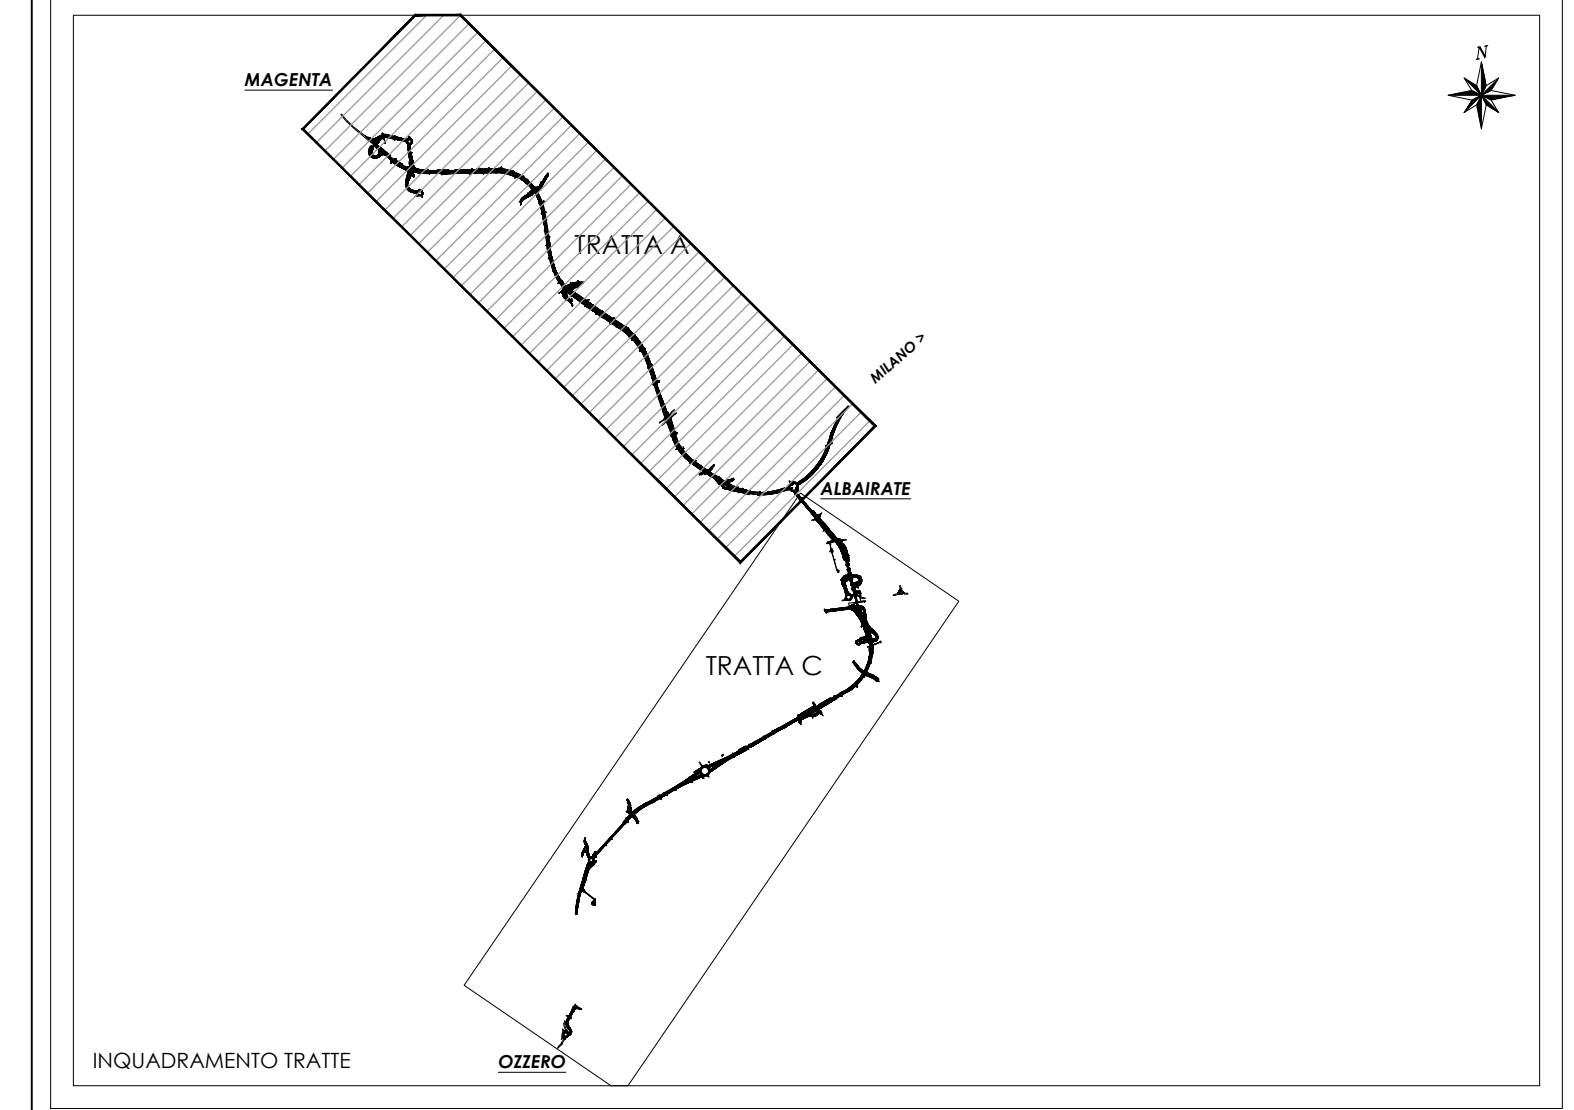 N
MAGENTA
TRATTA A
MILANO >
ALBAIRATE
TRATTA C
INQUADRAMENTO TRATTE
OZZERO